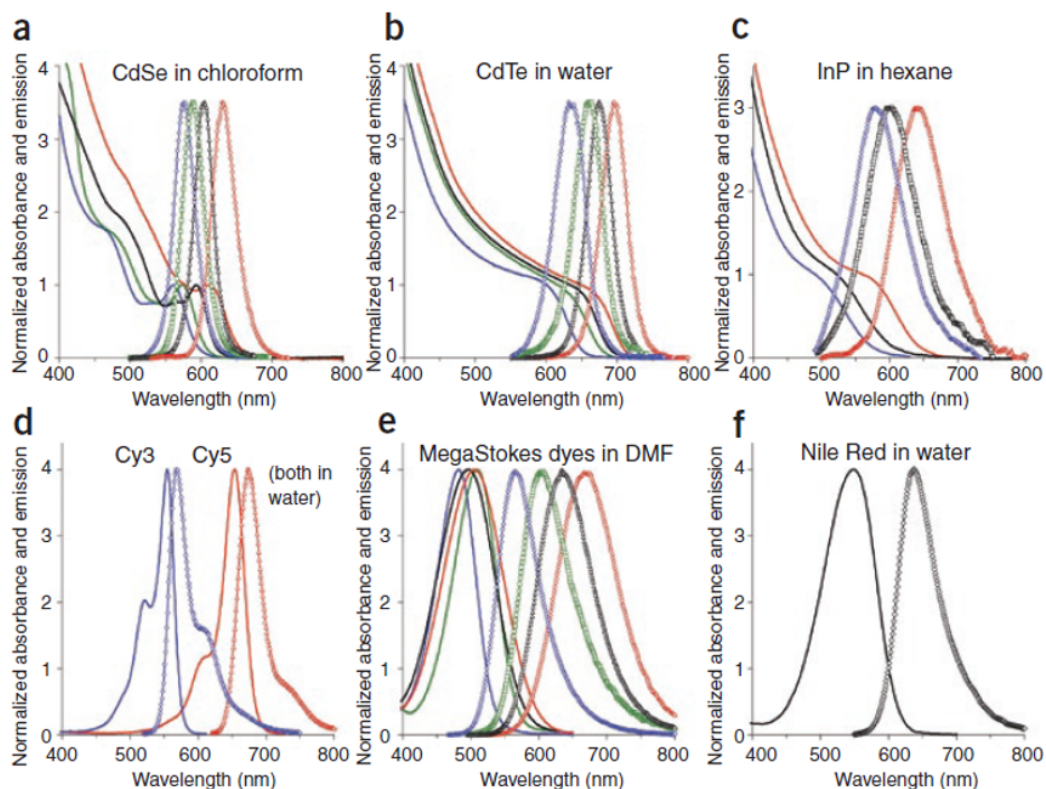 a
CdSe in chloroform
Normalized absorbance and emission
4
3
2
1
0
400 500 600 700 800
Wavelength (nm)
b
CdTe in water
Normalized absorbance and emission
4
3
2
1
0
400 500 600 700 800
Wavelength (nm)
c
InP in hexane
Normalized absorbance and emission
3
2
1
0
400 500 600 700 800
Wavelength (nm)
d
Cy3 Cy5
(both in
water)
Normalized absorbance and emission
4
3
2
1
0
400 500 600 700 800
Wavelength (nm)
e
MegaStokes dyes in DMF
Normalized absorbance and emission
4
3
2
1
0
400 500 600 700 800
Wavelength (nm)
f
Nile Red in water
Normalized absorbance and emission
4
3
2
1
0
400 500 600 700 800
Wavelength (nm)